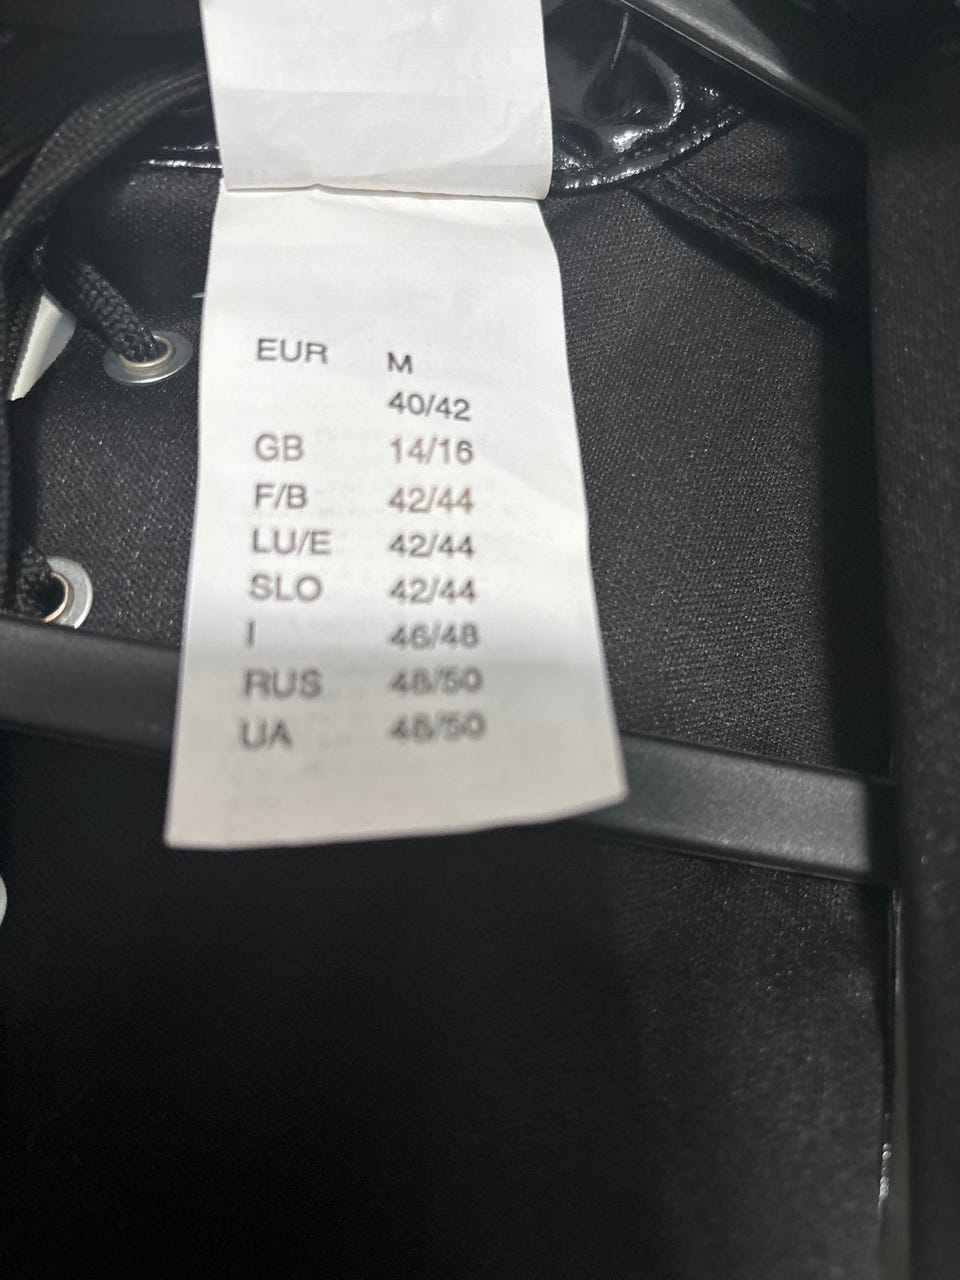 EUR M
40/42
GB 14/16
F/B 42/44
LU/E 42/44
SLO 42/44
I 46/48
RUS 48/50
UA 48/50